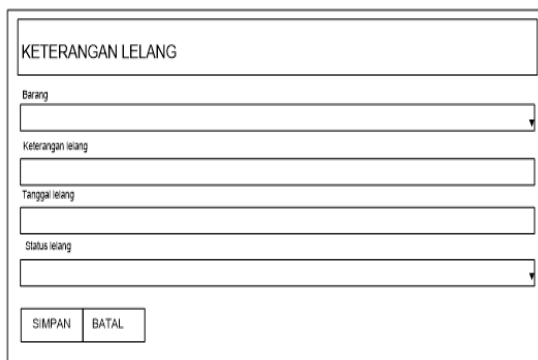 KETERANGAN LELANG
Barang
Keterangan lelang
Tanggal lelang
Status lelang
SIMPAN BATAL